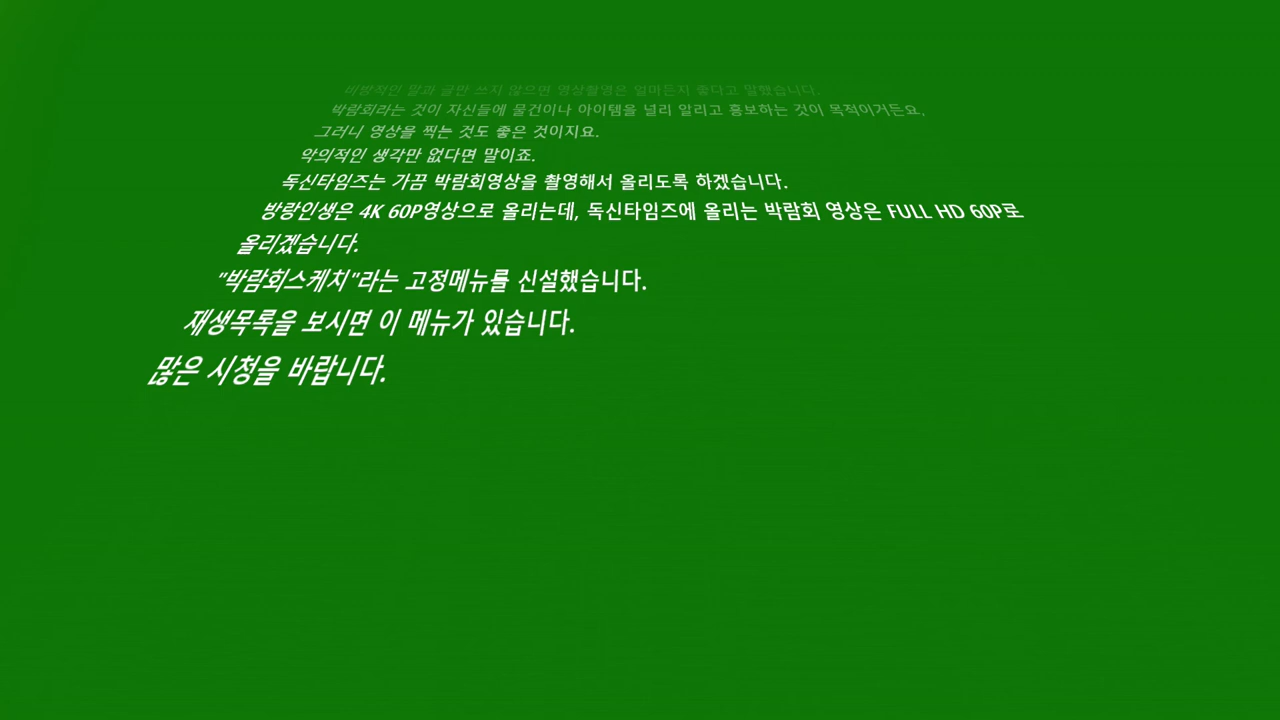 비방적인 말과 글만 쓰지 않으면 영상촬영은 얼마든지 좋다고 말했습니다.
박람회라는 것이 자신들에 물건이나 아이템을 널리 알리고 홍보하는 것이 목적이거든요,
그러니 영상을 찍는 것도 좋은 것이지요.
악의적인 생각만 없다면 말이죠.
독신타임즈는 가끔 박람회영상을 촬영해서 올리도록 하겠습니다.
방랑인생은 4K 60P영상으로 올리는데, 독신타임즈에 올리는 박람회 영상은 FULL HD 60P로
올리겠습니다.
"박람회스케치"라는 고정메뉴를 신설했습니다.
재생목록을 보시면 이 메뉴가 있습니다.
많은 시청을 바랍니다.